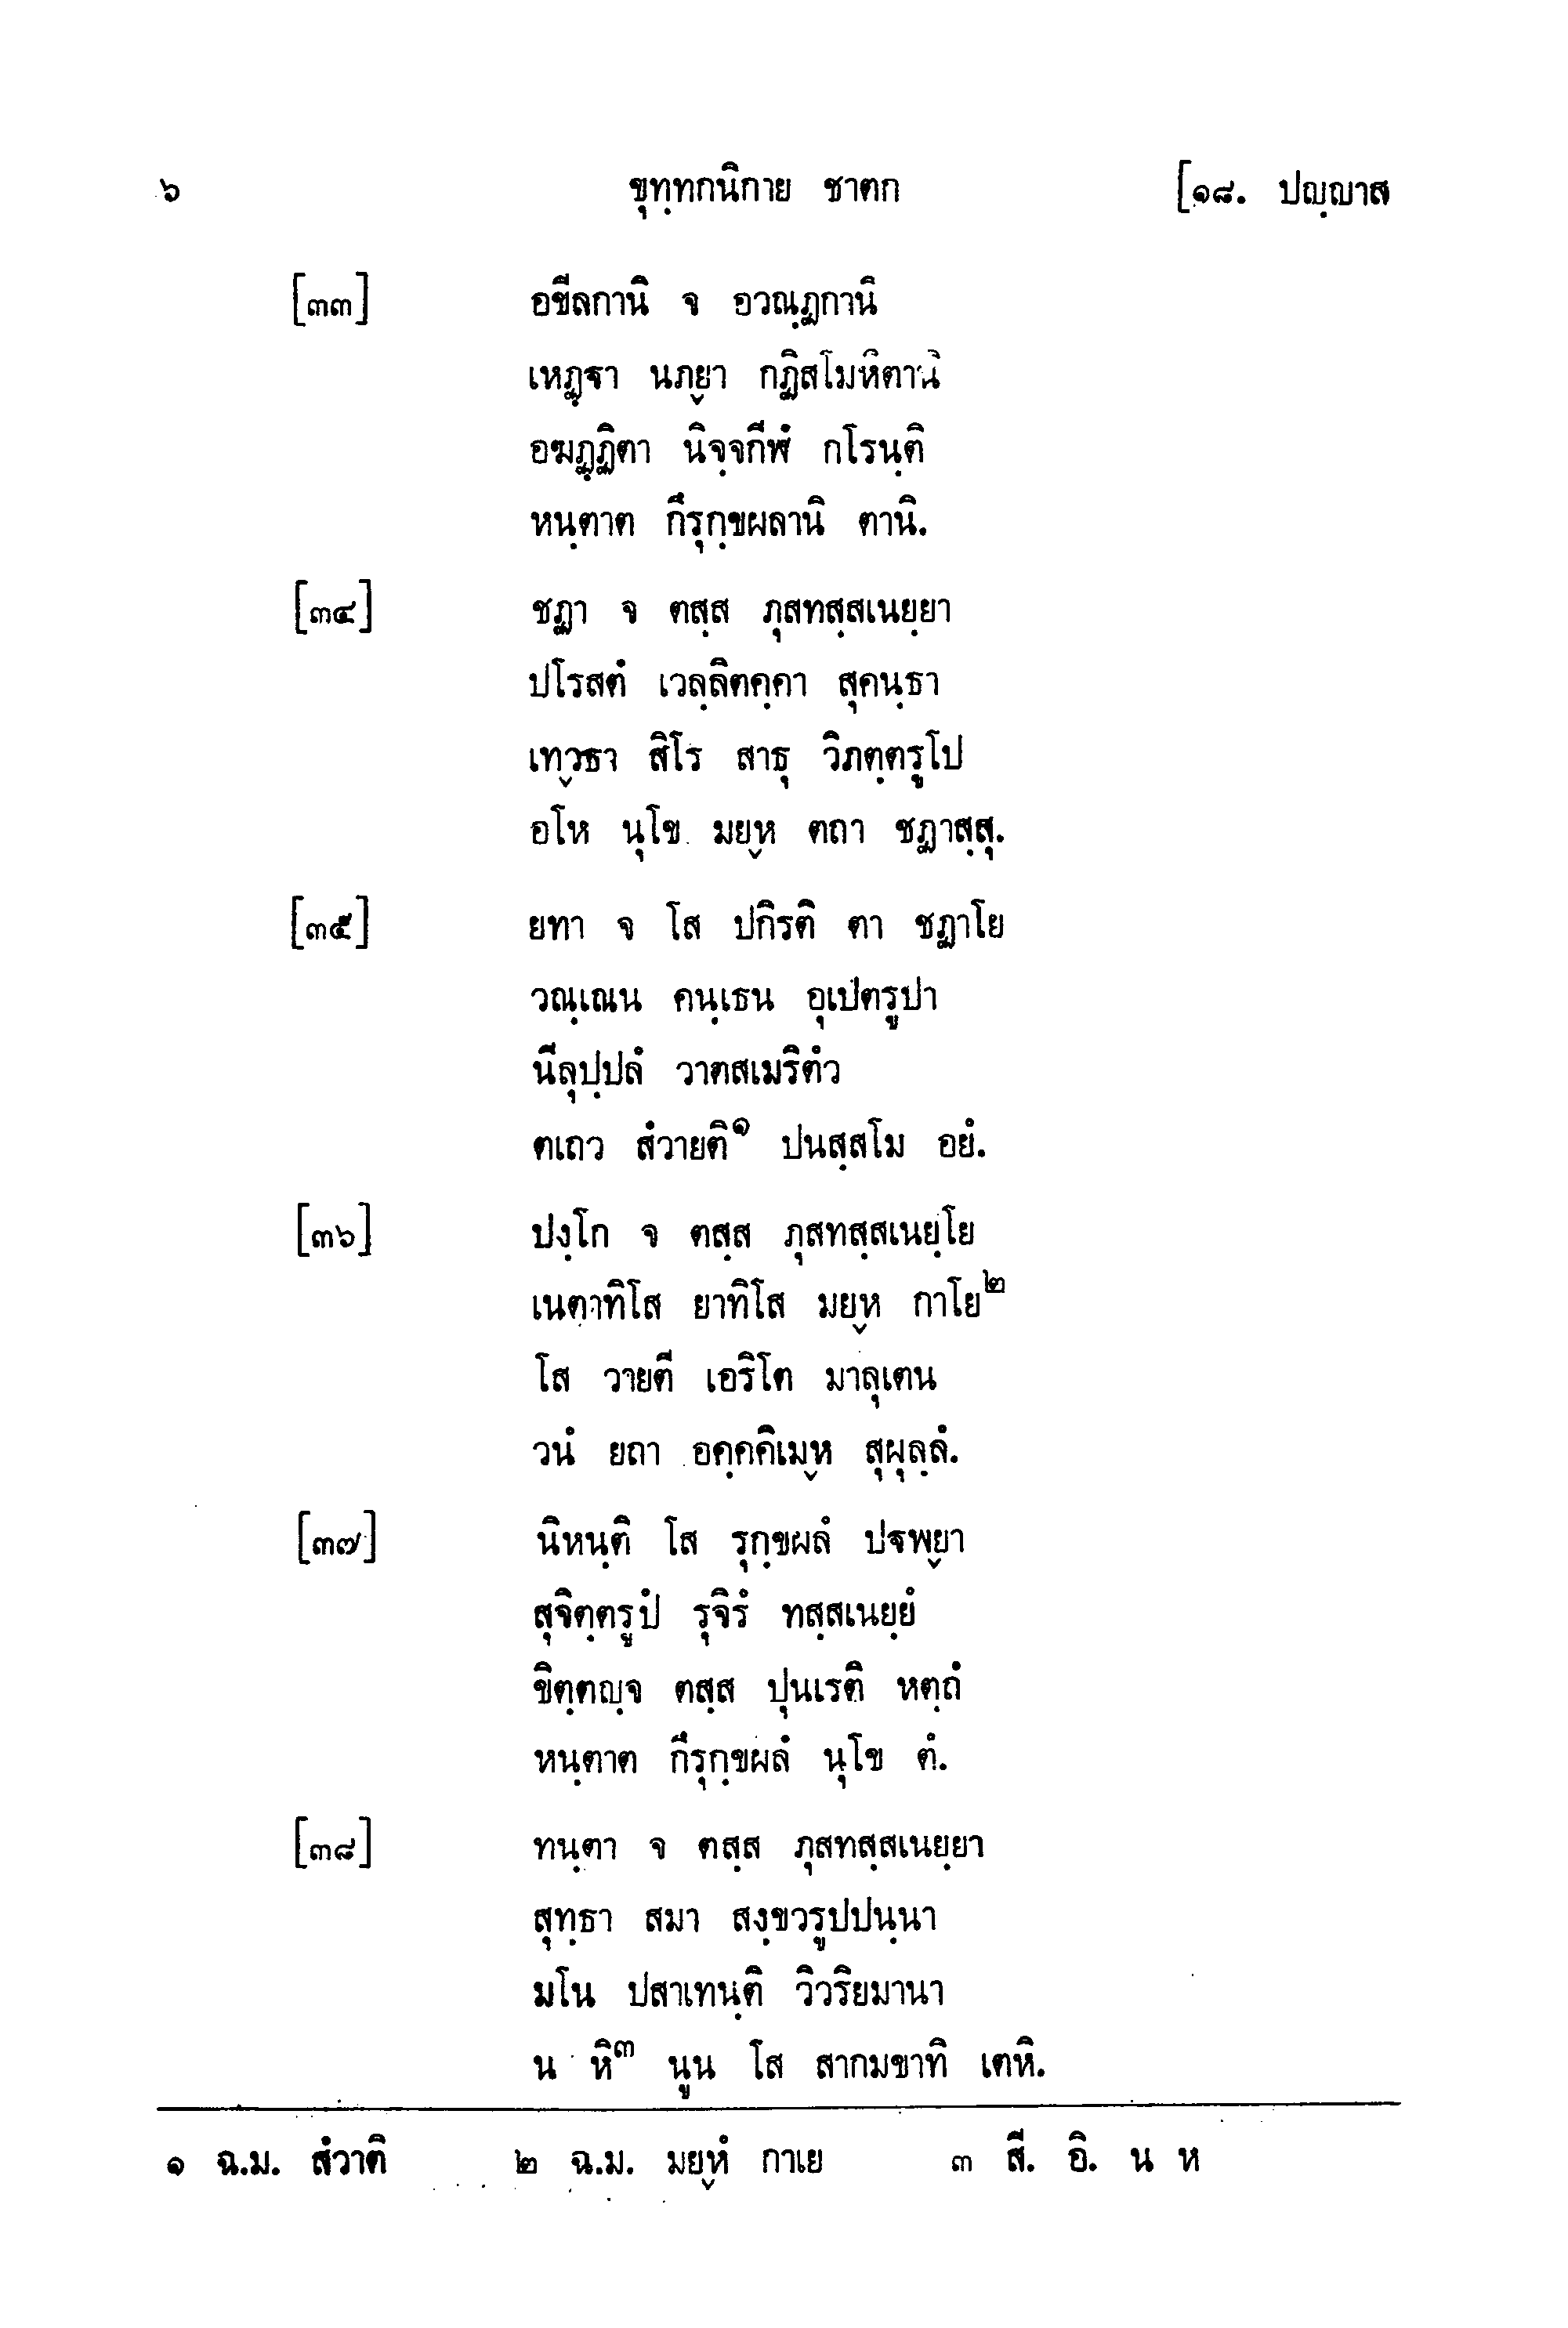 ๖ ขุทฺทกนิกาย ชาตก [๑๘. ปญฺญาส
[๓๓] อขีลกานิ จ อวณฺฏกานิ
เหฏฺฐา นภฺยา กฏิสโมหิตานิ
อฆฏฺฏิตา นิจฺจกีฬํ กโรนฺติ
หนฺตาต กึรุกฺขผลานิ ตานิ.
[๓๔] ชฏา จ ตสฺส ภุสทสฺสเนยฺยา
ปโรสตํ เวลฺลิตคฺคา สุคนฺธา
เทฺวธา สิโร สาธุ วิภตฺตรูโป
อโห นุโข มยฺห ตถา ชฏาสฺสุ.
[๓๕] ยทา จ โส ปกิรติ ตา ชฏาโย
วณฺเณน คนฺเธน อุเปตรูปา
นีลุปฺปลํ วาตสเมริตํว
ตเถว สํวายติ๑ ปนสฺสโม อยํ.
[๓๖] ปงฺโก จ ตสฺส ภุสทสฺสเนยฺโย
เนตาทิโส ยาทิโส มยฺห กาโย๒
โส วายตี เอริโต มาลุเตน
วนํ ยถา อคฺคคิเมฺห สุผุลฺลํ.
[๓๗] นิหนฺติ โส รุกฺขผลํ ปฐพฺยา
สุจิตฺตรูปํ รุจิรํ ทสฺสเนยฺยํ
ขิตฺตญฺจ ตสฺส ปุนเรติ หตฺถํ
หนฺตาต กึรุกฺขผลํ นุโข ตํ.
[๓๘] ทนฺตา จ ตสฺส ภุสทสฺสเนยฺยา
สุทฺธา สมา สงฺขวรูปปนฺนา
มโน ปสาเทนฺติ วิวริยมานา
น หิ๓ นูน โส สากมขาทิ เตหิ.
๑ ฉ.ม. สํวาติ ๒ ฉ.ม. มยฺหํ กาเย ๓ สี. อิ. น ห